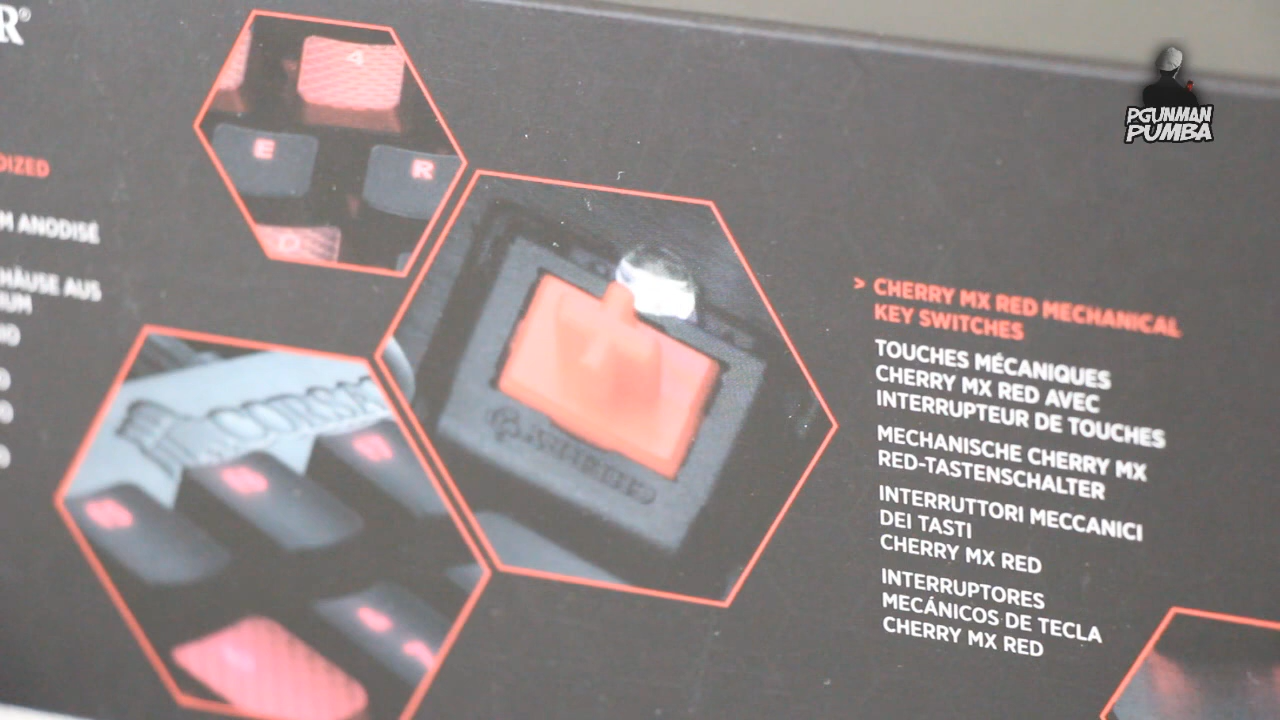 R®
PGUNMAN
PUMBA
4
E
R
D
DIZED
M ANODISÉ
HÄUSE AUS
IUM
> CHERRY MX RED MECHANICAL
KEY SWITCHES
TOUCHES MÉCANIQUES
CHERRY MX RED AVEC
INTERRUPTEUR DE TOUCHES
MECHANISCHE CHERRY MX
RED-TASTENSCHALTER
INTERRUTTORI MECCANICI
DEI TASTI
CHERRY MX RED
INTERRUPTORES
MECÁNICOS DE TECLA
CHERRY MX RED